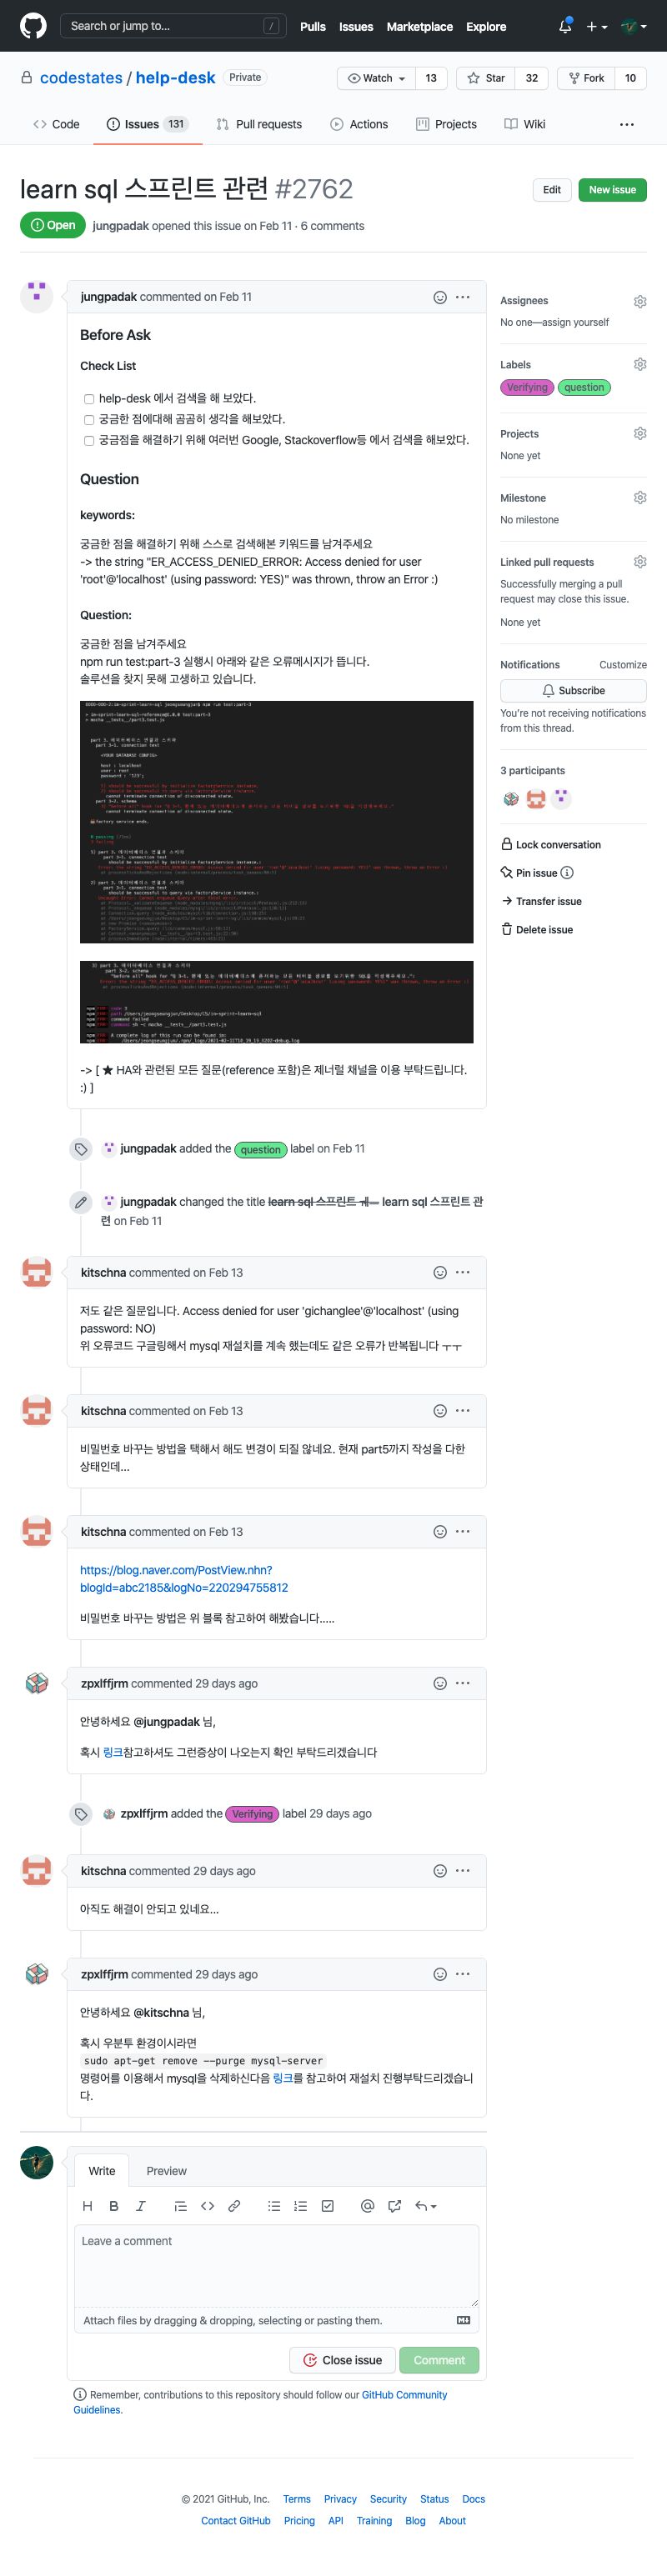 Search or jump to...
/
Pulls
Issues
Marketplace
Explore
codestates / help-desk
Private
Watch
13
Star
32
Fork
10
Code
Issues
131
Pull requests
Actions
Projects
Wiki
learn sql 스프린트 관련 #2762
Edit
New issue
Open
jungpadak opened this issue on Feb 11 · 6 comments
jungpadak commented on Feb 11
Before Ask
Check List
help-desk 에서 검색을 해 보았다.
궁금한 점에대해 곰곰히 생각을 해보았다.
궁금점을 해결하기 위해 여러번 Google, Stackoverflow등 에서 검색을 해보았다.
Question
keywords:
궁금한 점을 해결하기 위해 스스로 검색해본 키워드를 남겨주세요
-> the string "ER_ACCESS_DENIED_ERROR: Access denied for user
'root'@'localhost' (using password: YES)" was thrown, throw an Error :)
Question:
궁금한 점을 남겨주세요
npm run test:part-3 실행시 아래와 같은 오류메시지가 뜹니다.
솔루션을 찾지 못해 고생하고 있습니다.
<YOUR DATABASE CONFIG>
host : localhost
user : root
password : '123';
factory service ends.
-> [ ★ HA와 관련된 모든 질문(reference 포함)은 제너럴 채널을 이용 부탁드립니다.
:) ]
Assignees
No one—assign yourself
Labels
Verifying
question
Projects
None yet
Milestone
No milestone
Linked pull requests
Successfully merging a pull
request may close this issue.
None yet
Notifications
Customize
Subscribe
You're not receiving notifications
from this thread.
3 participants
Lock conversation
Pin issue
Transfer issue
Delete issue
jungpadak added the question label on Feb 11
jungpadak changed the title learn sql 스프린트 learn sql 스프린트 관
련 on Feb 11
kitschna commented on Feb 13
저도 같은 질문입니다. Access denied for user 'gichanglee'@'localhost' (using
password: NO)
위 오류코드 구글링해서 mysql 재설치를 계속 했는데도 같은 오류가 반복됩니다 ㅜㅜ
kitschna commented on Feb 13
비밀번호 바꾸는 방법을 택해서 해도 변경이 되질 않네요. 현재 part5까지 작성을 다한
상태인데...
kitschna commented on Feb 13
https://blog.naver.com/PostView.nhn?
blogId=abc2185&logNo=220294755812
비밀번호 바꾸는 방법은 위 블록 참고하여 해봤습니다.....
zpxlffjrm commented 29 days ago
안녕하세요 @jungpadak 님,
혹시 링크참고하셔도 그런증상이 나오는지 확인 부탁드리겠습니다
zpxlffjrm added the Verifying label 29 days ago
kitschna commented 29 days ago
아직도 해결이 안되고 있네요...
zpxlffjrm commented 29 days ago
안녕하세요 @kitschna 님,
혹시 우분투 환경이시라면
sudo apt-get remove --purge mysql-server
명령어를 이용해서 mysql을 삭제하신다음 링크를 참고하여 재설치 진행부탁드리겠습니
다.
Write
Preview
Leave a comment
Attach files by dragging & dropping, selecting or pasting them.
Close issue
Comment
Remember, contributions to this repository should follow our GitHub Community
Guidelines.
© 2021 GitHub, Inc.
Terms
Privacy
Security
Status
Docs
Contact GitHub
Pricing
API
Training
Blog
About